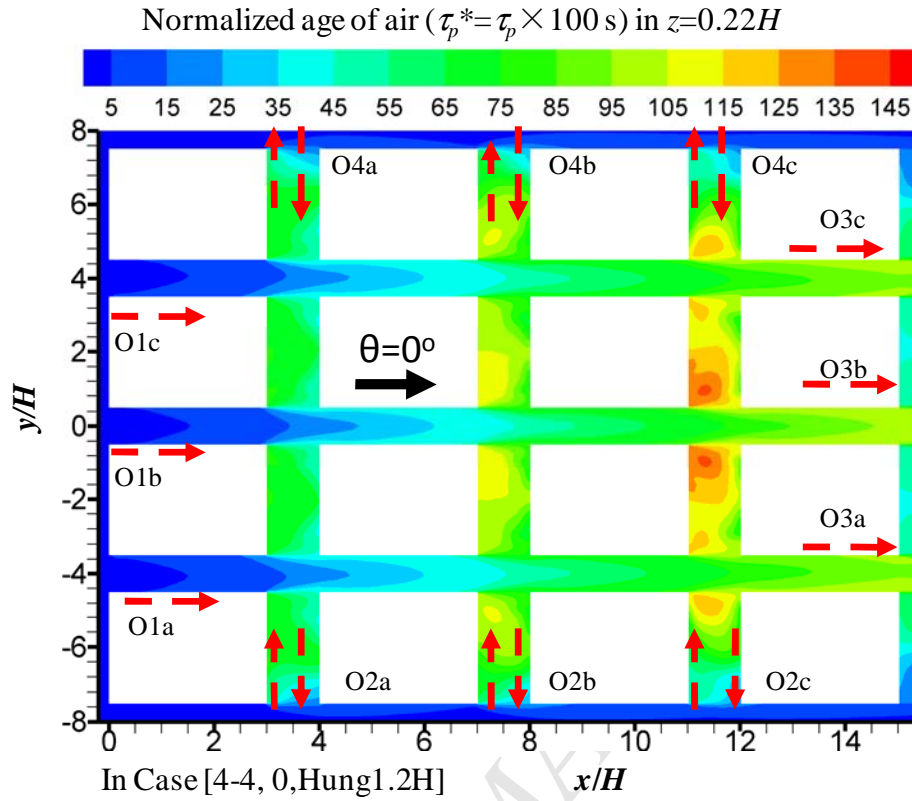 Normalized age of air (τp*=τp×100 s) in z=0.22H
5 15 25 35 45 55 65 75 85 95 105 115 125 135 145
8
6
4
2
0
-2
-4
-6
-8
y/H
O4a O4b O4c
O3c
O1c
θ=0º
O3b
O1b
O3a
O1a
O2a O2b O2c
0 2 4 6 8 10 12 14
In Case [4-4, 0,Hung1.2H] x/H